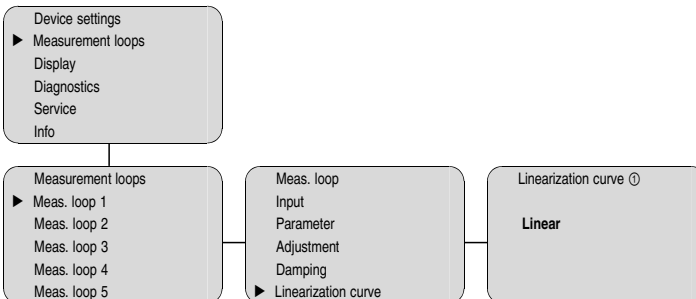 Device settings
▶ Measurement loops
Display
Diagnostics
Service
Info
Measurement loops
▶ Meas. loop 1
Meas. loop 2
Meas. loop 3
Meas. loop 4
Meas. loop 5
Meas. loop
Input
Parameter
Adjustment
Damping
▶ Linearization curve
Linearization curve ①
Linear